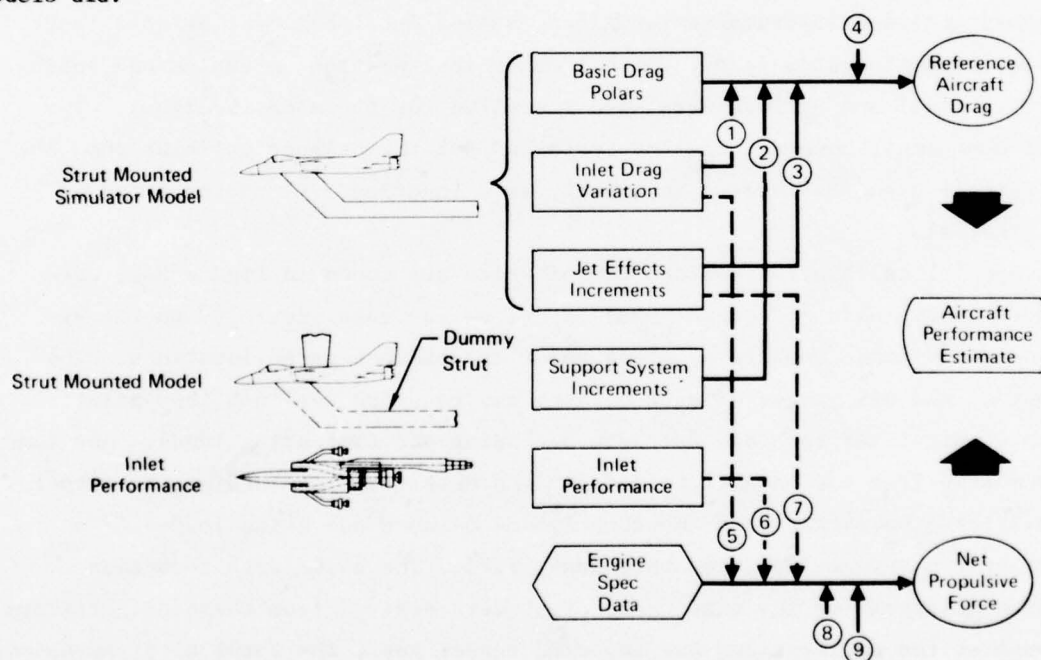 odels did.
Strut Mounted
Simulator Model
Strut Mounted Model
Dummy
Strut
Inlet
Performance
Basic Drag
Polars
Inlet Drag
Variation
Jet Effects
Increments
Support System
Increments
Inlet
Performance
Engine
Spec
Data
1
2
3
4
5
6
7
8
9
Reference
Aircraft
Drag
Aircraft
Performance
Estimate
Net
Propulsive
Force